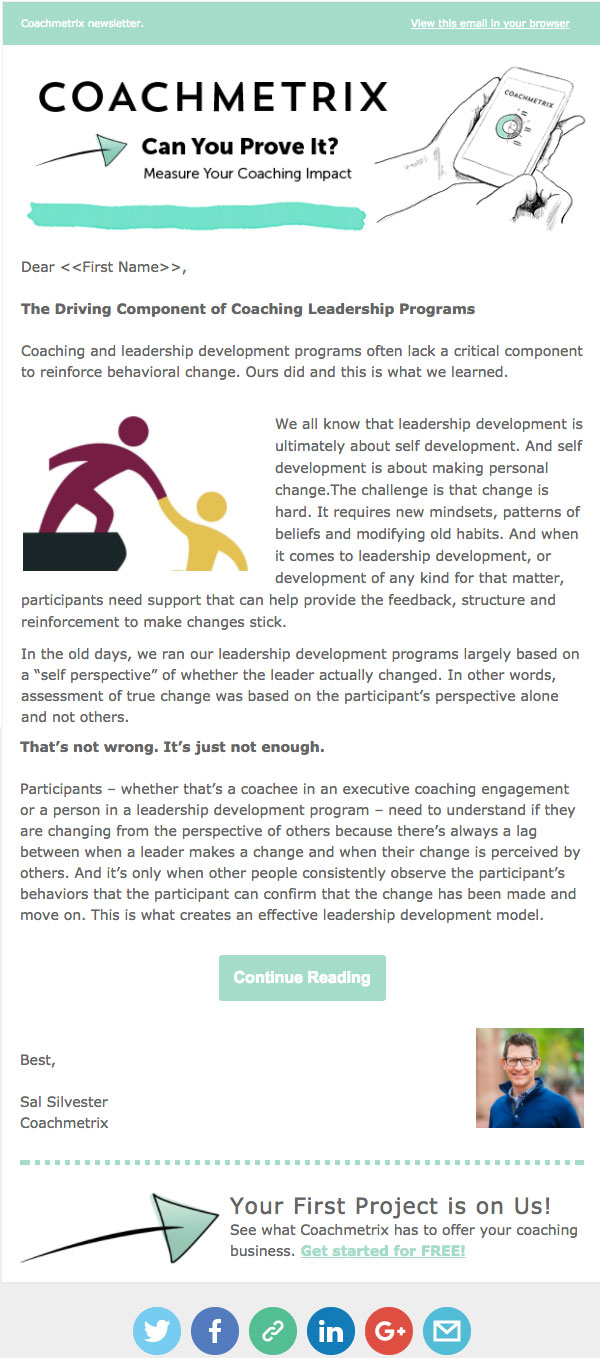 Coachmetrix newsletter.
View this email in your browser
COACHMETRIX
COACHMETRIX
Can You Prove It?
Measure Your Coaching Impact
Dear <<First Name>>,
The Driving Component of Coaching Leadership Programs
Coaching and leadership development programs often lack a critical component
to reinforce behavioral change. Ours did and this is what we learned.
We all know that leadership development is
ultimately about self development. And self
development is about making personal
change.The challenge is that change is
hard. It requires new mindsets, patterns of
beliefs and modifying old habits. And when
it comes to leadership development, or
development of any kind for that matter,
participants need support that can help provide the feedback, structure and
reinforcement to make changes stick.
In the old days, we ran our leadership development programs largely based on
a “self perspective” of whether the leader actually changed. In other words,
assessment of true change was based on the participant’s perspective alone
and not others.
That’s not wrong. It’s just not enough.
Participants – whether that’s a coachee in an executive coaching engagement
or a person in a leadership development program – need to understand if they
are changing from the perspective of others because there’s always a lag
between when a leader makes a change and when their change is perceived by
others. And it’s only when other people consistently observe the participant’s
behaviors that the participant can confirm that the change has been made and
move on. This is what creates an effective leadership development model.
Continue Reading
Best,
Sal Silvester
Coachmetrix
Your First Project is on Us!
See what Coachmetrix has to offer your coaching
business. Get started for FREE!
f
in
G+